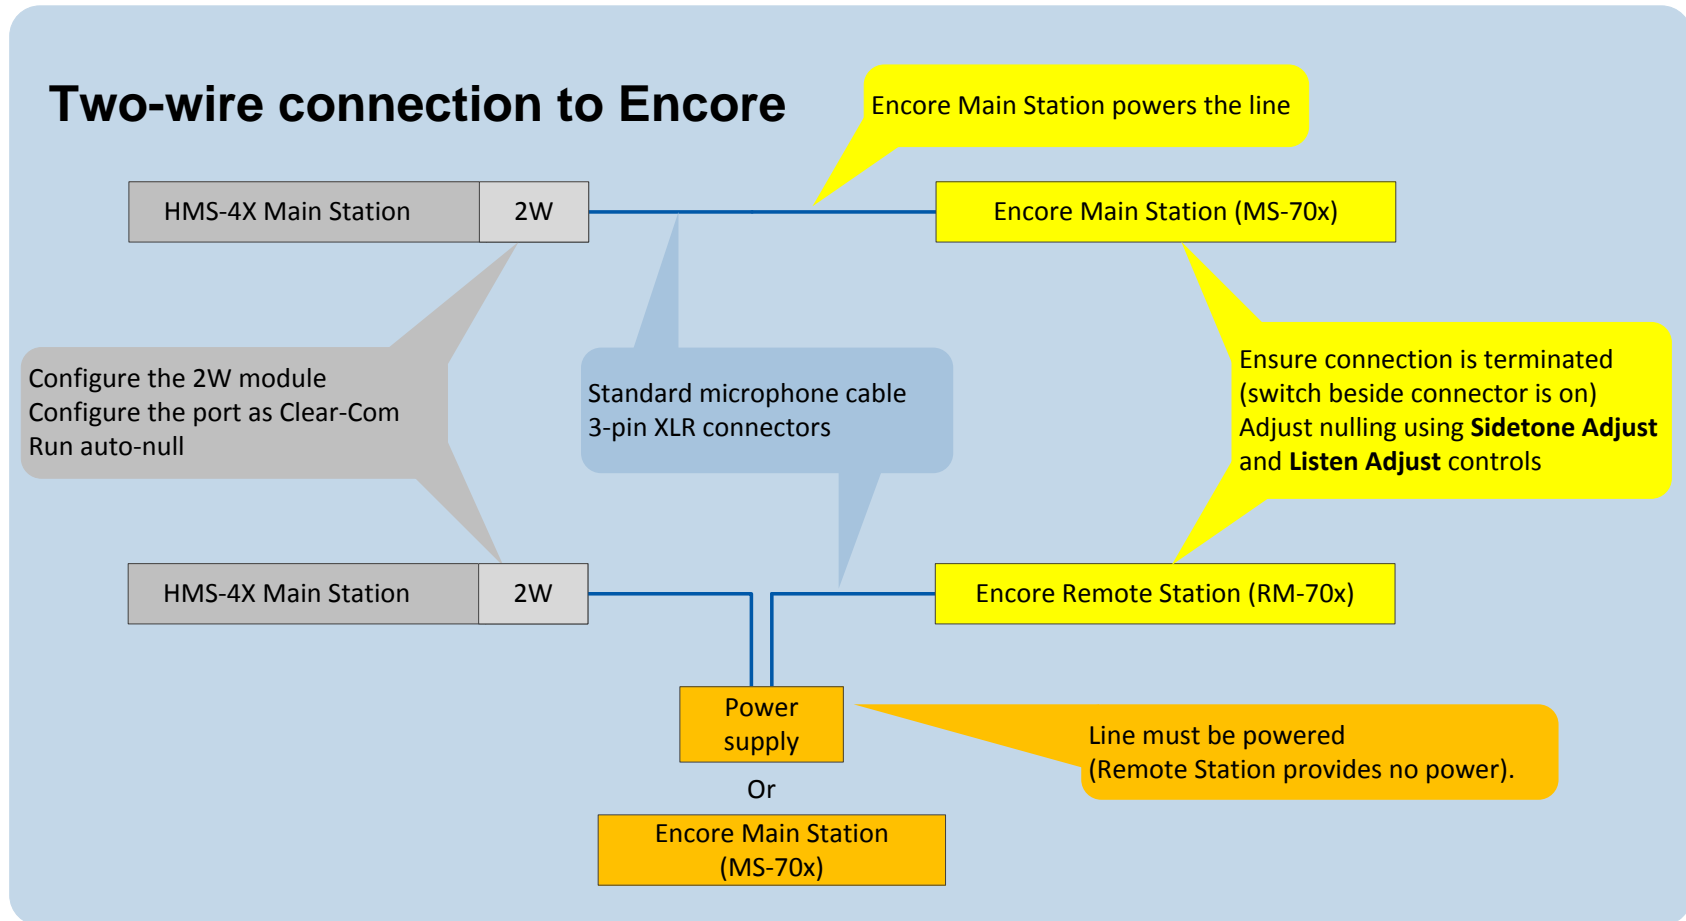 Two-wire connection to Encore
Encore Main Station powers the line
HMS-4X Main Station
2W
Encore Main Station (MS-70x)
Configure the 2W module
Configure the port as Clear-Com
Run auto-null
Standard microphone cable
3-pin XLR connectors
Ensure connection is terminated
(switch beside connector is on)
Adjust nulling using Sidetone Adjust
and Listen Adjust controls
HMS-4X Main Station
2W
Encore Remote Station (RM-70x)
Power
supply
Line must be powered
(Remote Station provides no power).
Or
Encore Main Station
(MS-70x)